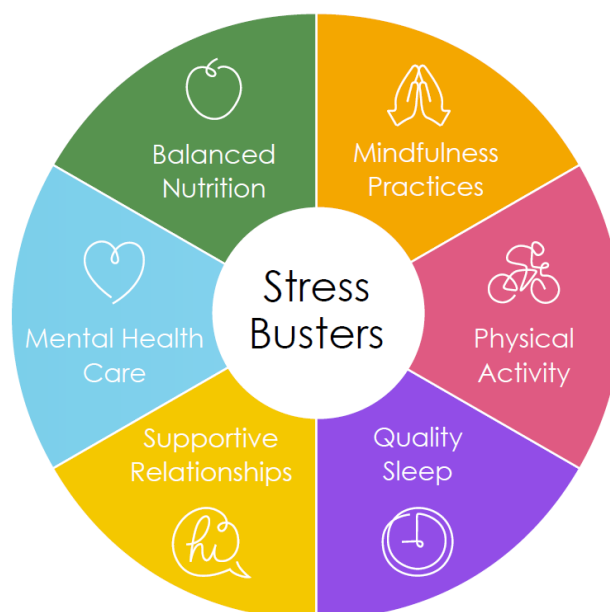 Stress
Busters
Mindfulness
Practices
Physical
Activity
Quality
Sleep
hi
Supportive
Relationships
Mental Health
Care
Balanced
Nutrition